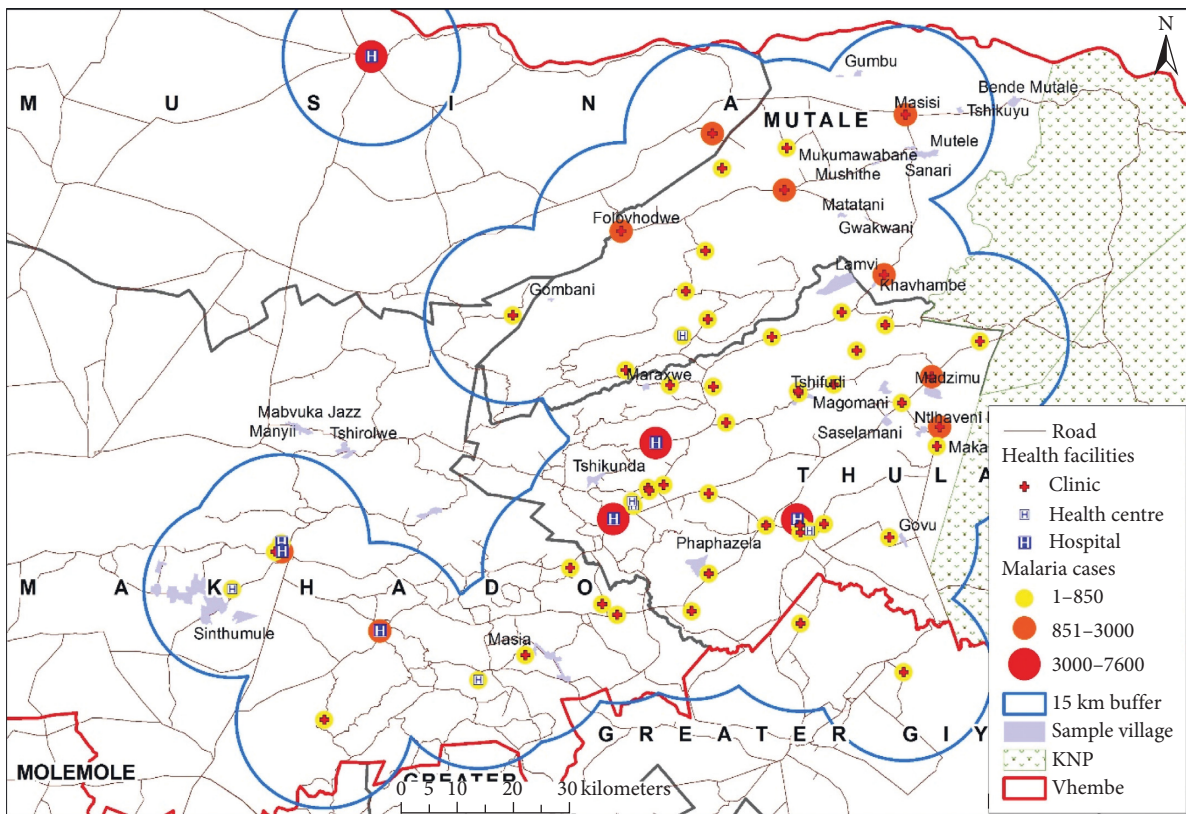 N
Gumbu
Bende Mutale
M U S I N A
Masisi
Tshikuyu
MUTALE
Mutele
Mukumawabane
Mushithe
Sanari
Folovhodwe
Matatani
Gwakwani
Lamvi
Khavhambe
Gombani
Maraxwe
Tshifudi
Madzimu
Magomani
Mabvuka Jazz
Manyii
Tshirolwe
Saselamani
Ntlhaveni
Maka
Tshikunda
T H U L A
Govu
Phaphazela
M A K H A D O
Sinthumule
Masia
G R E A T E R G I Y
MOLEMOLE
GREATER
0 5 10 20 30 kilometers
Road
Health facilities
Clinic
H Health centre
H Hospital
Malaria cases
1–850
851–3000
3000–7600
15 km buffer
Sample village
KNP
Vhembe